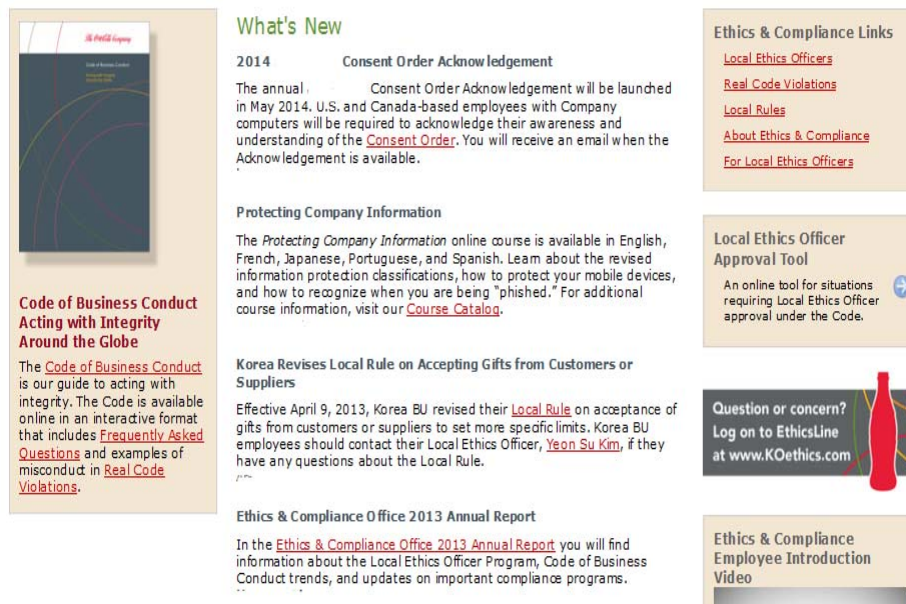 The Coca-Cola Company
Code of Business Conduct
Code of Business Conduct
Acting with Integrity
Around the Globe
The Code of Business Conduct
is our guide to acting with
integrity. The Code is available
online in an interactive format
that includes Frequently Asked
Questions and examples of
misconduct in Real Code
Violations.
What's New
2014 Consent Order Acknowledgement
The annual Consent Order Acknowledgement will be launched
in May 2014. U.S. and Canada-based employees with Company
computers will be required to acknowledge their awareness and
understanding of the Consent Order. You will receive an email when the
Acknowledgement is available.
Protecting Company Information
The Protecting Company Information online course is available in English,
French, Japanese, Portuguese, and Spanish. Learn about the revised
information protection classifications, how to protect your mobile devices,
and how to recognize when you are being “phished.” For additional
course information, visit our Course Catalog.
Korea Revises Local Rule on Accepting Gifts from Customers or
Suppliers
Effective April 9, 2013, Korea BU revised their Local Rule on acceptance of
gifts from customers or suppliers to set more specific limits. Korea BU
employees should contact their Local Ethics Officer, Yeon Su Kim, if they
have any questions about the Local Rule.
Ethics & Compliance Office 2013 Annual Report
In the Ethics & Compliance Office 2013 Annual Report you will find
information about the Local Ethics Officer Program, Code of Business
Conduct trends, and updates on important compliance programs.
Ethics & Compliance Links
Local Ethics Officers
Real Code Violations
Local Rules
About Ethics & Compliance
For Local Ethics Officers
Local Ethics Officer
Approval Tool
An online tool for situations
requiring Local Ethics Officer
approval under the Code.
Question or concern?
Log on to EthicsLine
at www.KOethics.com
Ethics & Compliance
Employee Introduction
Video